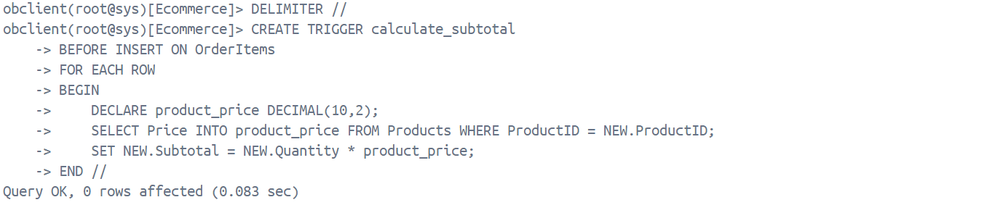 obclient(root@sys)[Ecommerce]> DELIMITER //
obclient(root@sys)[Ecommerce]> CREATE TRIGGER calculate_subtotal
    -> BEFORE INSERT ON OrderItems
    -> FOR EACH ROW
    -> BEGIN
    ->     DECLARE product_price DECIMAL(10,2);
    ->     SELECT Price INTO product_price FROM Products WHERE ProductID = NEW.ProductID;
    ->     SET NEW.Subtotal = NEW.Quantity * product_price;
    -> END //
Query OK, 0 rows affected (0.083 sec)